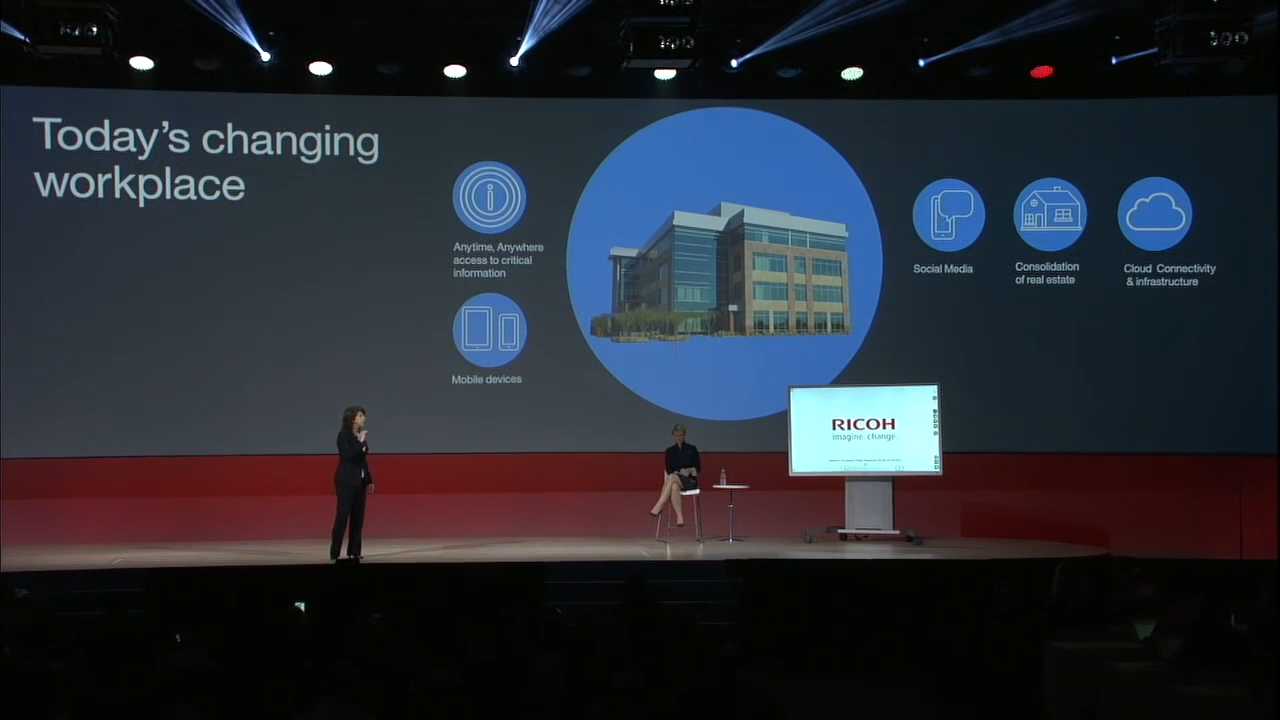 Today's changing
workplace
Anytime, Anywhere
access to critical
information
Mobile devices
Social Media
Consolidation
of real estate
Cloud Connectivity
& infrastructure
RICOH
imagine. change.